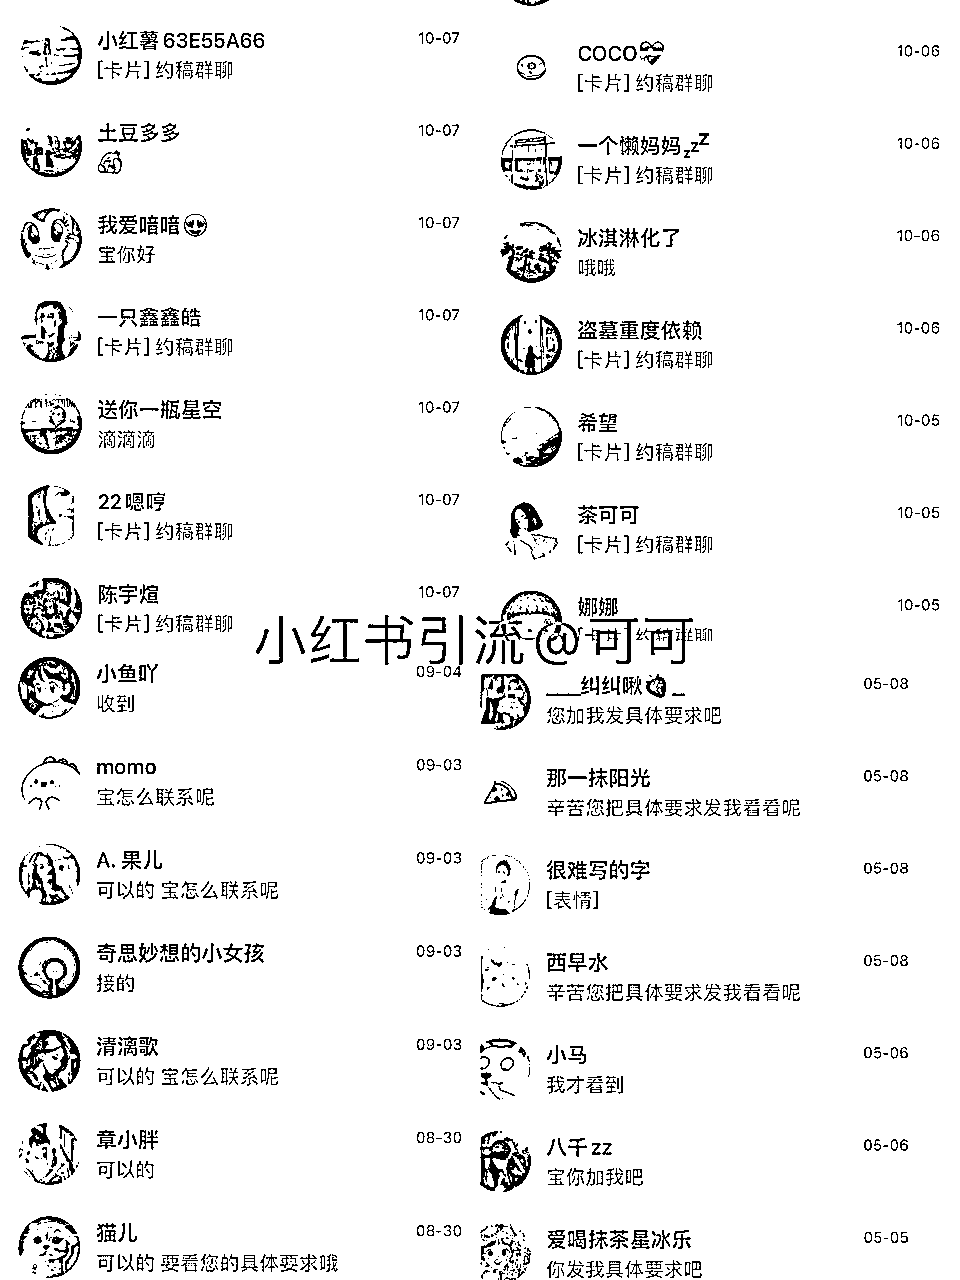 小红薯63E55A66 10-07
[卡片] 约稿群聊
土豆多多 10-07
我爱喑喑😍 10-07
宝你好
一只鑫鑫皓 10-07
[卡片] 约稿群聊
送你一瓶星空 10-07
滴滴滴
22嗯哼 10-07
[卡片] 约稿群聊
陈宇煊 10-07
[卡片] 约稿群聊
小鱼吖 09-04
收到
momo 09-03
宝怎么联系呢
A. 果儿 09-03
可以的 宝怎么联系呢
奇思妙想的小女孩 09-03
接的
清漓歌 09-03
可以的 宝怎么联系呢
章小胖 08-30
可以的
猫儿 08-30
可以的 要看您的具体要求哦
COCO💝 10-06
[卡片] 约稿群聊
一个懒妈妈zzZ 10-06
[卡片] 约稿群聊
冰淇淋化了 10-06
哦哦
盗墓重度依赖 10-06
[卡片] 约稿群聊
希望 10-05
[卡片] 约稿群聊
茶可可 10-05
[卡片] 约稿群聊
娜娜 10-05
[卡片] 约稿群聊
小红书引流@可可
___纠纠啾🍓_ 05-08
您加我发具体要求吧
那一抹阳光 05-08
辛苦您把具体要求发我看看呢
很难写的字 05-08
[表情]
西早水 05-08
辛苦您把具体要求发我看看呢
小马 05-06
我才看到
八千zz 05-06
宝你加我吧
爱喝抹茶星冰乐 05-05
你发我具体要求吧